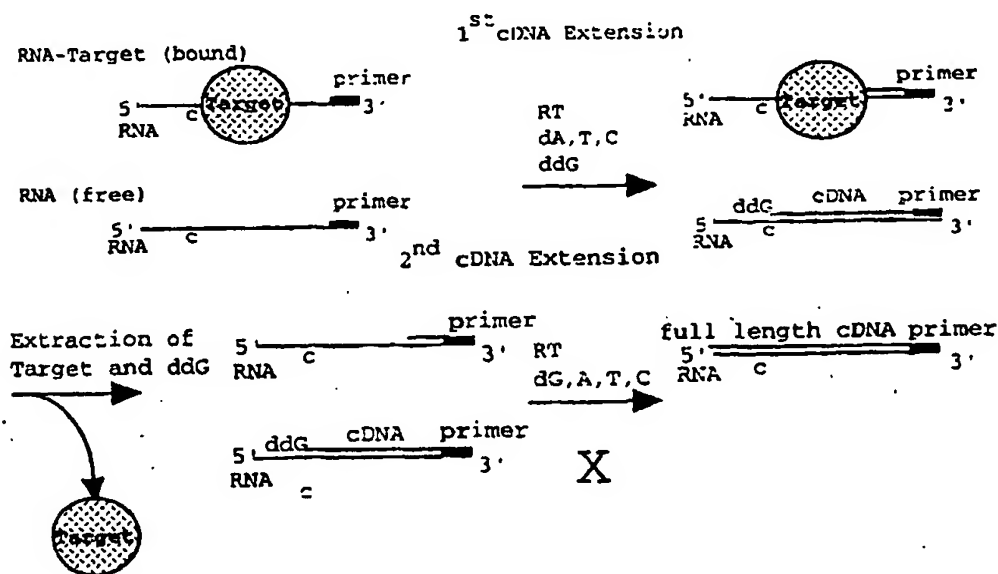 1st cDNA Extension
RNA-Target (bound)
primer
5 c Target 3'
RNA
RT
dA,T,C
ddG
primer
5' c Target 3'
RNA
RNA (free)
primer
5' c 3'
RNA
ddG cDNA primer
5' c 3'
RNA
2nd cDNA Extension
Extraction of
Target and ddG
primer
5 c 3'
RNA
RT
dG,A,T,C
full length cDNA primer
5' c 3'
RNA
ddG cDNA primer
5' 3'
RNA c
X
Target